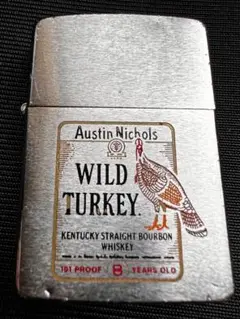 Austin Nichols
WILD
TURKEY.
KENTUCKY STRAIGHT BOURBON
WHISKEY
101 PROOF 8 YEARS OLD